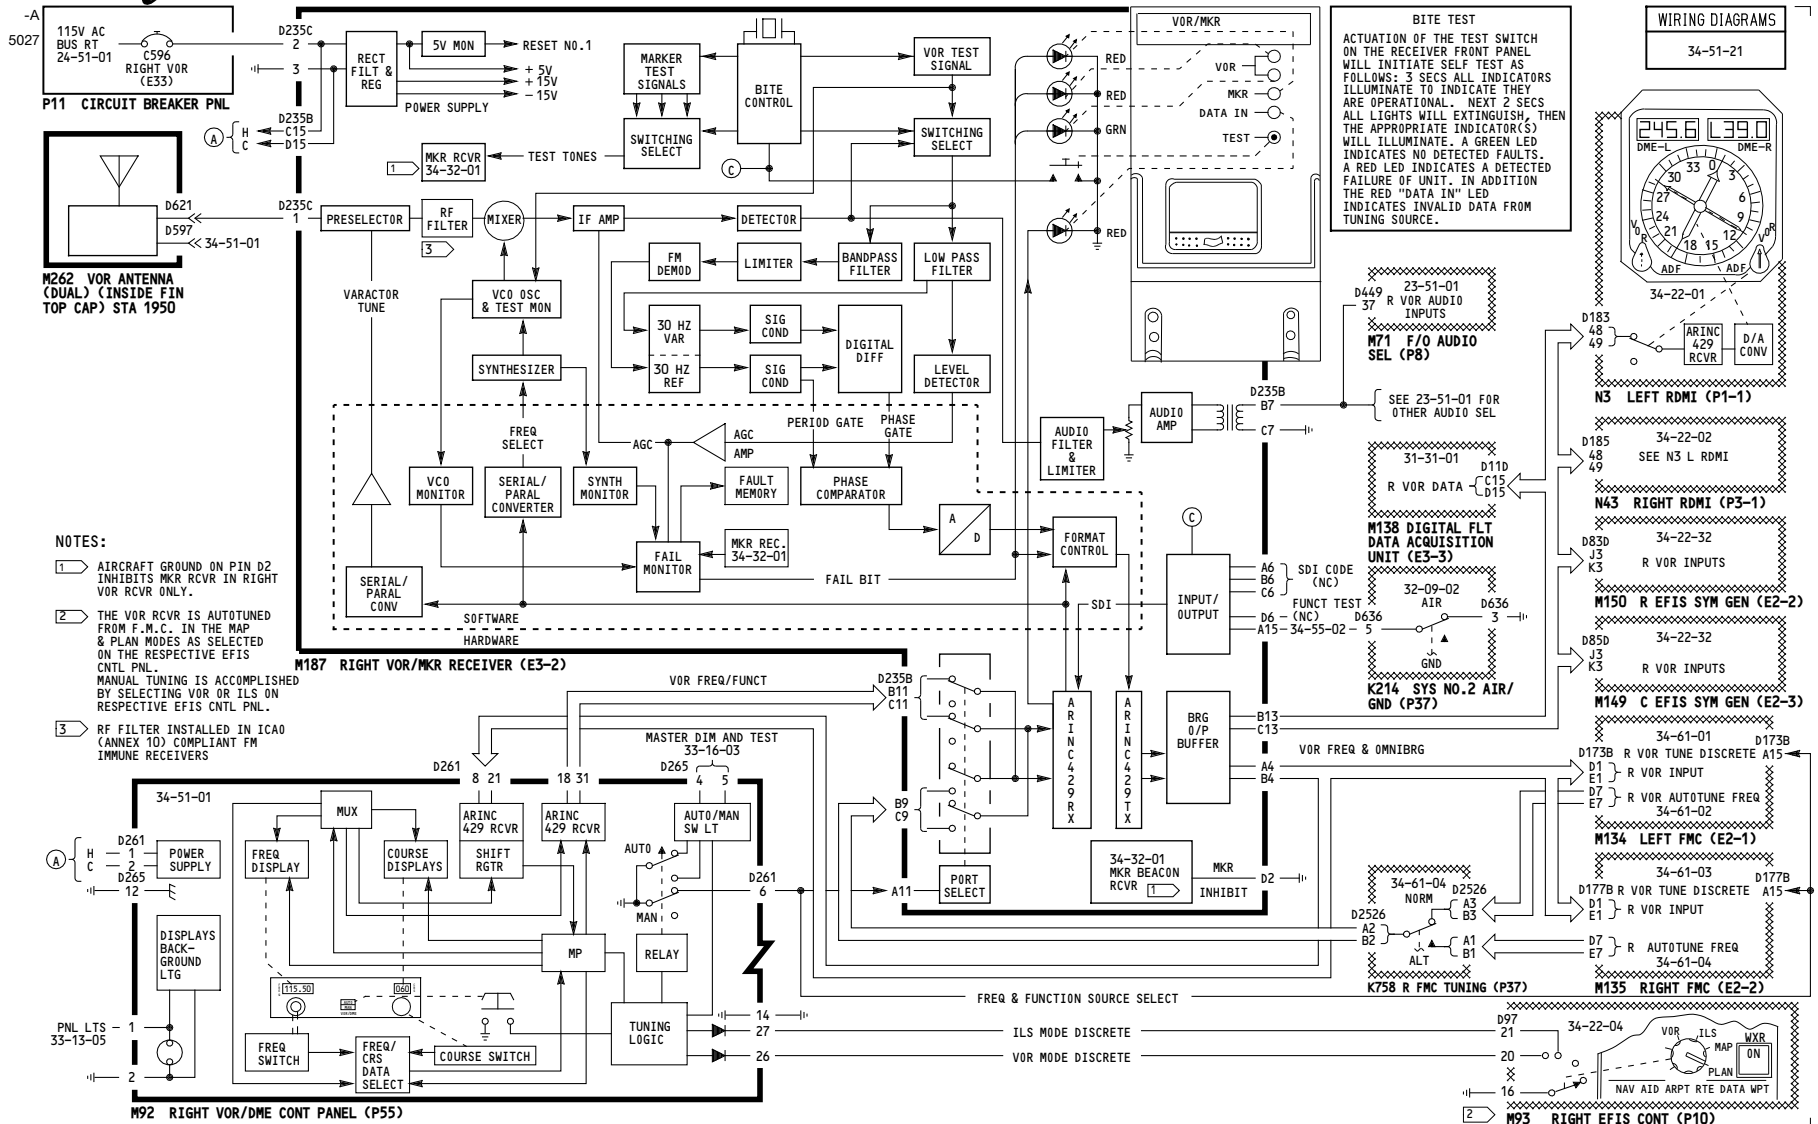 -A
5027
115V AC
BUS RT
24-51-01
C596
RIGHT VOR
(E33)
P11 CIRCUIT BREAKER PNL
D235C
2
3
RECT
FILT &
REG
5V MON
RESET NO.1
+ 5V
+ 15V
- 15V
POWER SUPPLY
D235B
A
H
C
C15
D15
D621
D597
34-51-01
M262 VOR ANTENNA
(DUAL) (INSIDE FIN
TOP CAP) STA 1950
D235C
1
PRESELECTOR
RF
FILTER
3
MIXER
IF AMP
DETECTOR
1
MKR RCVR
34-32-01
TEST TONES
MARKER
TEST
SIGNALS
SWITCHING
SELECT
BITE
CONTROL
C
VOR TEST
SIGNAL
SWITCHING
SELECT
RED
RED
GRN
RED
VOR/MKR
VOR
MKR
DATA IN
TEST
BITE TEST
ACTUATION OF THE TEST SWITCH
ON THE RECEIVER FRONT PANEL
WILL INITIATE SELF TEST AS
FOLLOWS: 3 SECS ALL INDICATORS
ILLUMINATE TO INDICATE THEY
ARE OPERATIONAL. NEXT 2 SECS
ALL LIGHTS WILL EXTINGUISH, THEN
THE APPROPRIATE INDICATOR(S)
WILL ILLUMINATE. A GREEN LED
INDICATES NO DETECTED FAULTS.
A RED LED INDICATES A DETECTED
FAILURE OF UNIT. IN ADDITION
THE RED "DATA IN" LED
INDICATES INVALID DATA FROM
TUNING SOURCE.
WIRING DIAGRAMS
34-51-21
245.6
L39.0
DME-L
DME-R
33
0
3
30
27
24
21
18
15
12
9
6
VOR
VOR
ADF
ADF
34-22-01
D183
48
49
ARINC
429
RCVR
D/A
CONV
N3 LEFT RDMI (P1-1)
VARACTOR
TUNE
VCO OSC
& TEST MON
FM
DEMOD
LIMITER
BANDPASS
FILTER
LOW PASS
FILTER
30 HZ
VAR
30 HZ
REF
SIG
COND
SIG
COND
DIGITAL
DIFF
LEVEL
DETECTOR
SYNTHESIZER
PERIOD GATE
PHASE
GATE
FREQ
SELECT
AGC
AGC
AMP
VCO
MONITOR
SERIAL/
PARAL
CONVERTER
SYNTH
MONITOR
FAULT
MEMORY
PHASE
COMPARATOR
A
D
FORMAT
CONTROL
FAIL
MONITOR
MKR REC.
34-32-01
FAIL BIT
SERIAL/
PARAL
CONV
SDI
SOFTWARE
HARDWARE
M187 RIGHT VOR/MKR RECEIVER (E3-2)
AUDIO
FILTER
&
LIMITER
AUDIO
AMP
D235B
B7
C7
D449
37
23-51-01
R VOR AUDIO
INPUTS
M71 F/O AUDIO
SEL (P8)
SEE 23-51-01 FOR
OTHER AUDIO SEL
31-31-01
R VOR DATA
D11D
C15
D15
M138 DIGITAL FLT
DATA ACQUISITION
UNIT (E3-3)
D185
48
49
34-22-02
SEE N3 L RDMI
N43 RIGHT RDMI (P3-1)
D83D
J3
K3
34-22-32
R VOR INPUTS
M150 R EFIS SYM GEN (E2-2)
D85D
J3
K3
34-22-32
R VOR INPUTS
M149 C EFIS SYM GEN (E2-3)
C
INPUT/
OUTPUT
A6
B6
C6
SDI CODE
(NC)
FUNCT TEST
D6
(NC)
A15
34-55-02
D636
5
32-09-02
AIR
GND
D636
3
K214 SYS NO.2 AIR/
GND (P37)
NOTES:
1
AIRCRAFT GROUND ON PIN D2
INHIBITS MKR RCVR IN RIGHT
VOR RCVR ONLY.
2
THE VOR RCVR IS AUTOTUNED
FROM F.M.C. IN THE MAP
& PLAN MODES AS SELECTED
ON THE RESPECTIVE EFIS
CNTL PNL.
MANUAL TUNING IS ACCOMPLISHED
BY SELECTING VOR OR ILS ON
RESPECTIVE EFIS CNTL PNL.
3
RF FILTER INSTALLED IN ICAO
(ANNEX 10) COMPLIANT FM
IMMUNE RECEIVERS
VOR FREQ/FUNCT
D235B
B11
C11
B9
C9
A11
PORT
SELECT
ARINC429RX
ARINC429TX
BRG
O/P
BUFFER
B13
C13
A4
B4
VOR FREQ & OMNIBRG
34-32-01
MKR BEACON
RCVR
1
MKR
INHIBIT
D2
34-61-01
D173B
R VOR TUNE DISCRETE
D173B
A15
D1
E1
R VOR INPUT
D7
E7
R VOR AUTOTUNE FREQ
34-61-02
M134 LEFT FMC (E2-1)
34-61-03
D177B
R VOR TUNE DISCRETE
D177B
A15
D1
E1
R VOR INPUT
D7
E7
R AUTOTUNE FREQ
34-61-04
M135 RIGHT FMC (E2-2)
34-61-04
NORM
D2526
A3
B3
D2526
A2
B2
A1
B1
ALT
K758 R FMC TUNING (P37)
34-51-01
MASTER DIM AND TEST
33-16-03
D261
8
21
18
31
D265
4
5
MUX
ARINC
429 RCVR
ARINC
429 RCVR
AUTO/MAN
SW LT
SHIFT
RGTR
FREQ
DISPLAY
COURSE
DISPLAYS
AUTO
MAN
D261
6
RELAY
MP
A
H
C
D261
1
2
D265
12
POWER
SUPPLY
DISPLAYS
BACK-
GROUND
LTG
PNL LTS
33-13-05
1
2
115.50
060
FREQ
SWITCH
FREQ/
CRS
DATA
SELECT
COURSE SWITCH
TUNING
LOGIC
14
27
26
FREQ & FUNCTION SOURCE SELECT
ILS MODE DISCRETE
VOR MODE DISCRETE
M92 RIGHT VOR/DME CONT PANEL (P55)
D97
21
20
16
34-22-04
VOR
ILS
MAP
PLAN
WXR
ON
NAV AID ARPT RTE DATA WPT
2
M93 RIGHT EFIS CONT (P10)